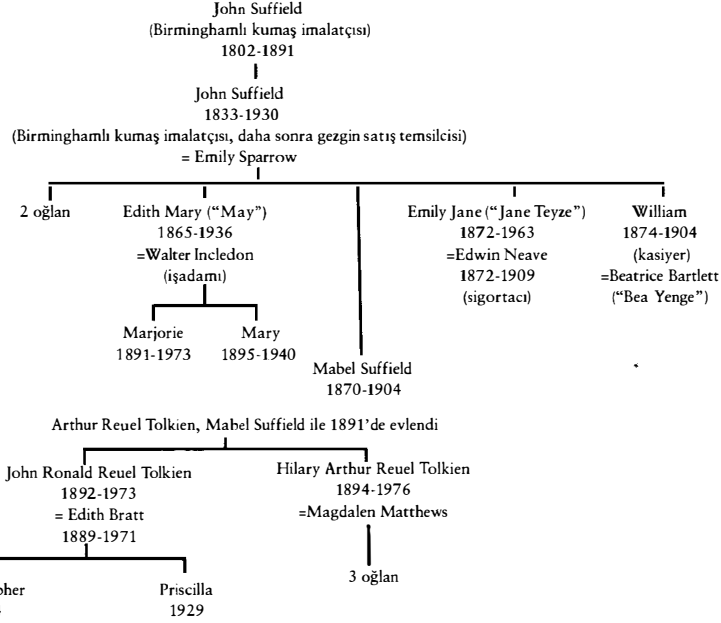 John Suffield
(Birminghamlı kumaş imalatçısı)
1802-1891
John Suffield
1833-1930
(Birminghamlı kumaş imalatçısı, daha sonra gezgin satış temsilcisi)
= Emily Sparrow
2 oğlan
Edith Mary (“May”)
1865-1936
=Walter Incledon
(işadamı)
Marjorie
1891-1973
Mary
1895-1940
Mabel Suffield
1870-1904
Emily Jane (“Jane Teyze”)
1872-1963
=Edwin Neave
1872-1909
(sigortacı)
William
1874-1904
(kasiyer)
=Beatrice Bartlett
(“Bea Yenge”)
Arthur Reuel Tolkien, Mabel Suffield ile 1891’de evlendi
John Ronald Reuel Tolkien
1892-1973
= Edith Bratt
1889-1971
Hilary Arthur Reuel Tolkien
1894-1976
=Magdalen Matthews
3 oğlan
Priscilla
1929